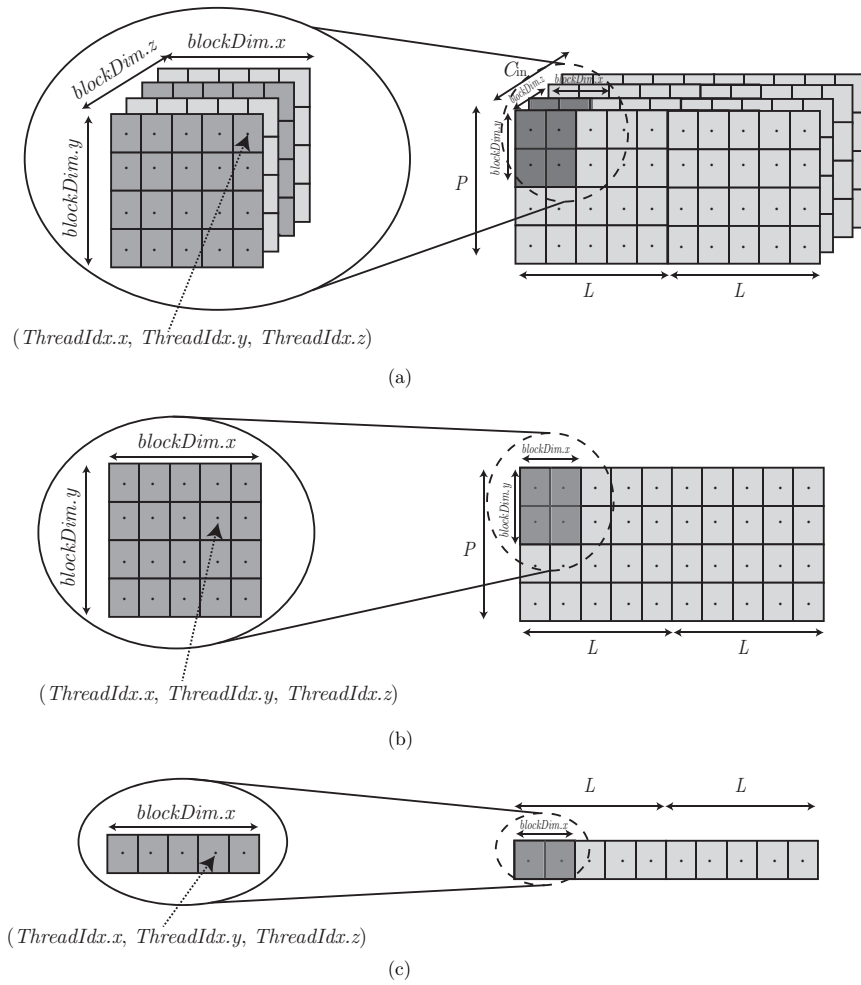 blockDim.z
blockDim.x
blockDim.y
C_in
blockDim.z
blockDim.x
blockDim.y
P
L L
(ThreadIdx.x, ThreadIdx.y, ThreadIdx.z)
(a)
blockDim.x
blockDim.y
blockDim.x
blockDim.y
P
L L
(ThreadIdx.x, ThreadIdx.y, ThreadIdx.z)
(b)
L L
blockDim.x
blockDim.x
(ThreadIdx.x, ThreadIdx.y, ThreadIdx.z)
(c)